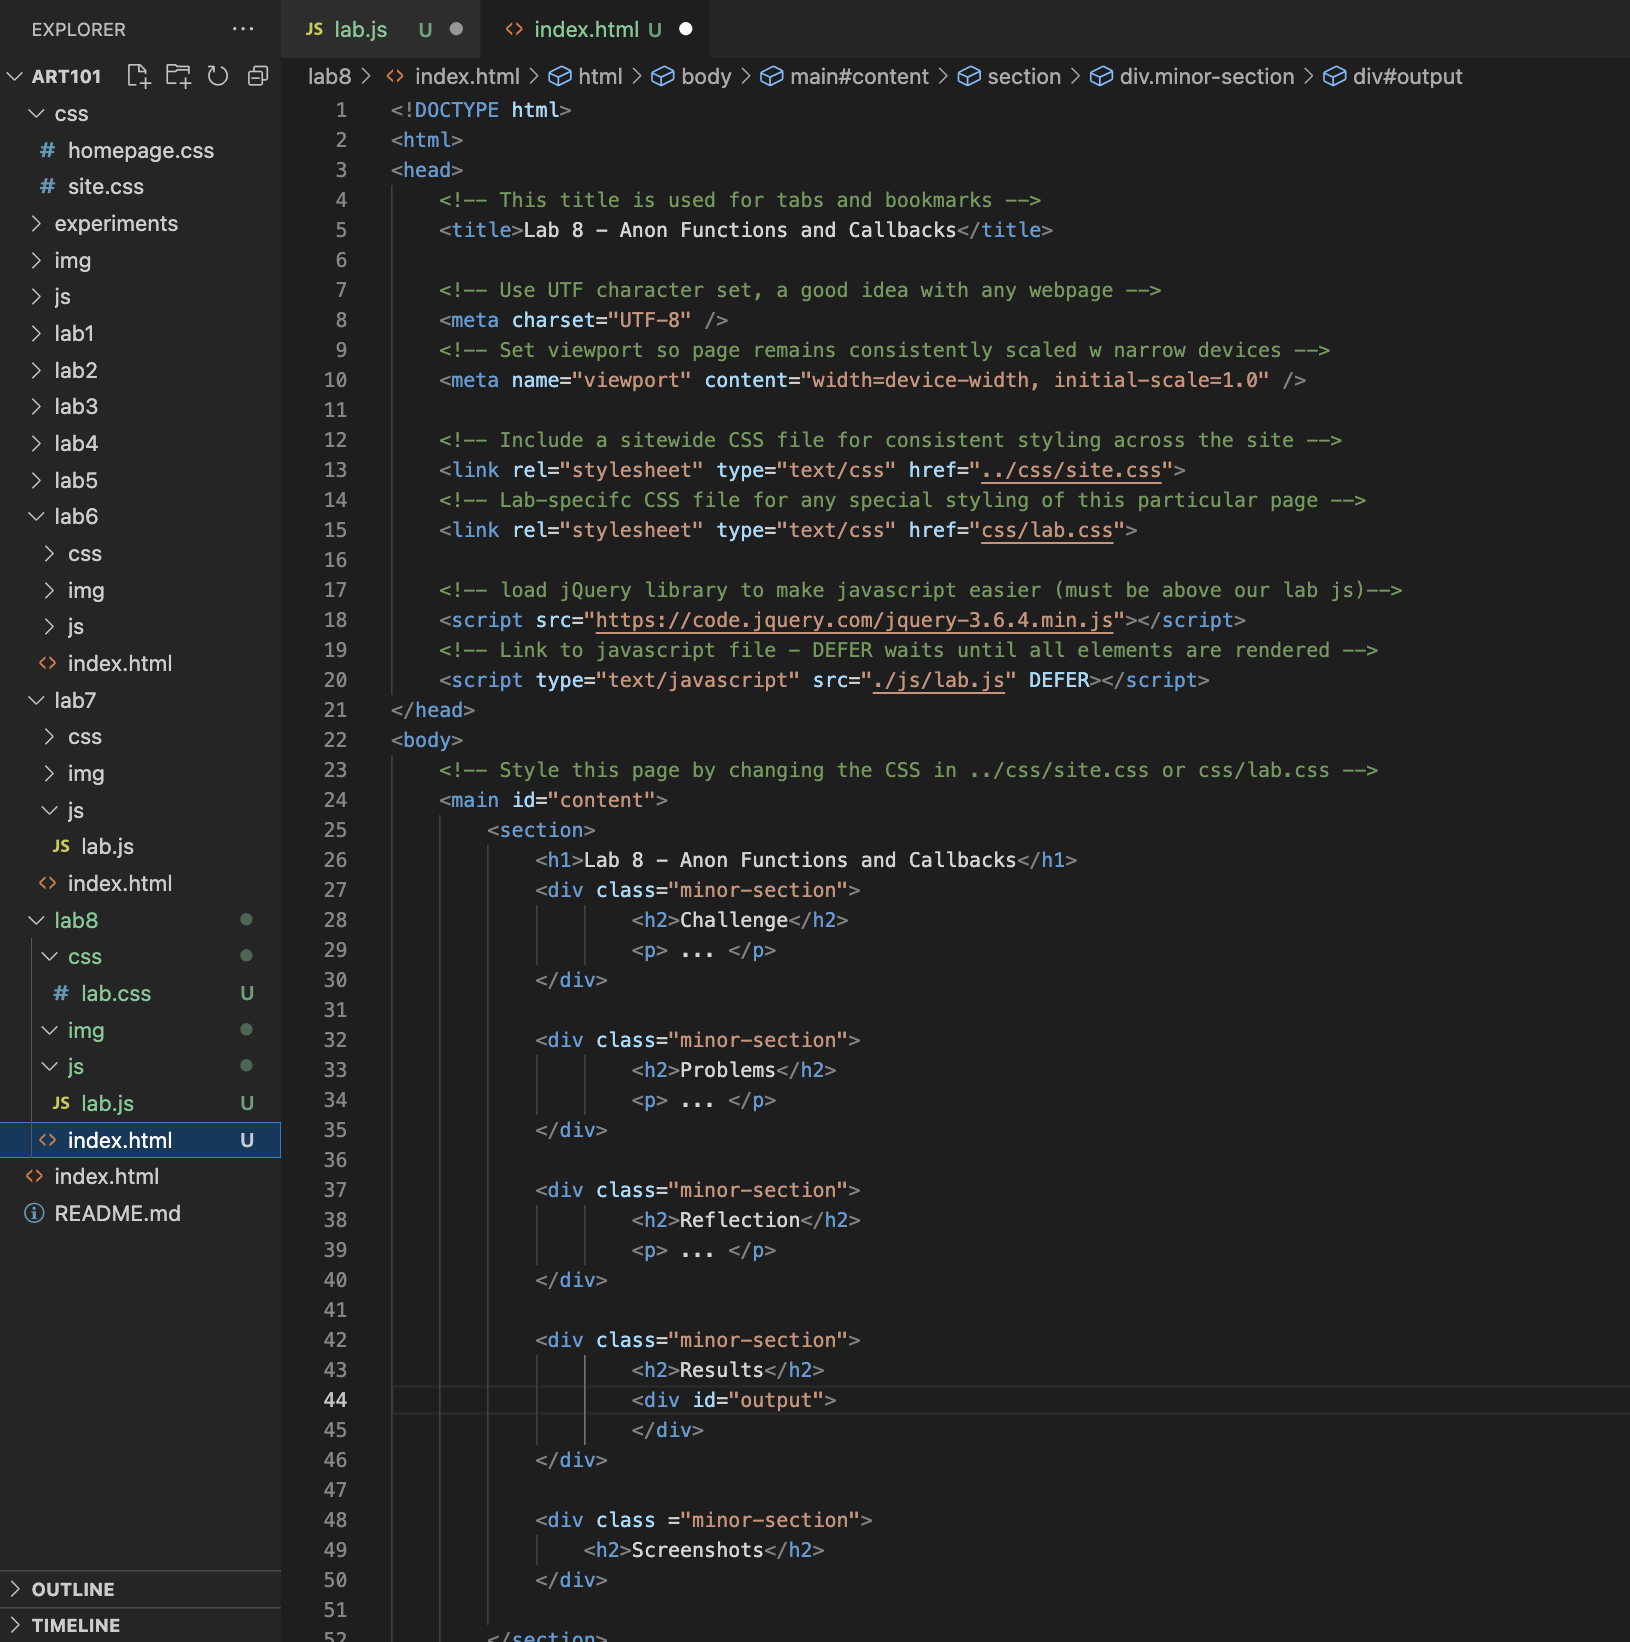 EXPLORER ...
ART101
css
# homepage.css
# site.css
experiments
img
js
lab1
lab2
lab3
lab4
lab5
lab6
css
img
js
<> index.html
lab7
css
img
js
JS lab.js
<> index.html
lab8
css
# lab.css U
img
js
JS lab.js U
<> index.html U
<> index.html
README.md
OUTLINE
TIMELINE
JS lab.js U
<> index.html U
lab8 > <> index.html > html > body > main#content > section > div.minor-section > div#output
1 <!DOCTYPE html>
2 <html>
3 <head>
4 <!-- This title is used for tabs and bookmarks -->
5 <title>Lab 8 - Anon Functions and Callbacks</title>
6
7 <!-- Use UTF character set, a good idea with any webpage -->
8 <meta charset="UTF-8" />
9 <!-- Set viewport so page remains consistently scaled w narrow devices -->
10 <meta name="viewport" content="width=device-width, initial-scale=1.0" />
11
12 <!-- Include a sitewide CSS file for consistent styling across the site -->
13 <link rel="stylesheet" type="text/css" href="../css/site.css">
14 <!-- Lab-specifc CSS file for any special styling of this particular page -->
15 <link rel="stylesheet" type="text/css" href="css/lab.css">
16
17 <!-- load jQuery library to make javascript easier (must be above our lab js)-->
18 <script src="https://code.jquery.com/jquery-3.6.4.min.js"></script>
19 <!-- Link to javascript file - DEFER waits until all elements are rendered -->
20 <script type="text/javascript" src="./js/lab.js" DEFER></script>
21 </head>
22 <body>
23 <!-- Style this page by changing the CSS in ../css/site.css or css/lab.css -->
24 <main id="content">
25 <section>
26 <h1>Lab 8 - Anon Functions and Callbacks</h1>
27 <div class="minor-section">
28 <h2>Challenge</h2>
29 <p> ... </p>
30 </div>
31
32 <div class="minor-section">
33 <h2>Problems</h2>
34 <p> ... </p>
35 </div>
36
37 <div class="minor-section">
38 <h2>Reflection</h2>
39 <p> ... </p>
40 </div>
41
42 <div class="minor-section">
43 <h2>Results</h2>
44 <div id="output">
45 </div>
46 </div>
47
48 <div class ="minor-section">
49 <h2>Screenshots</h2>
50 </div>
51
52 </section>